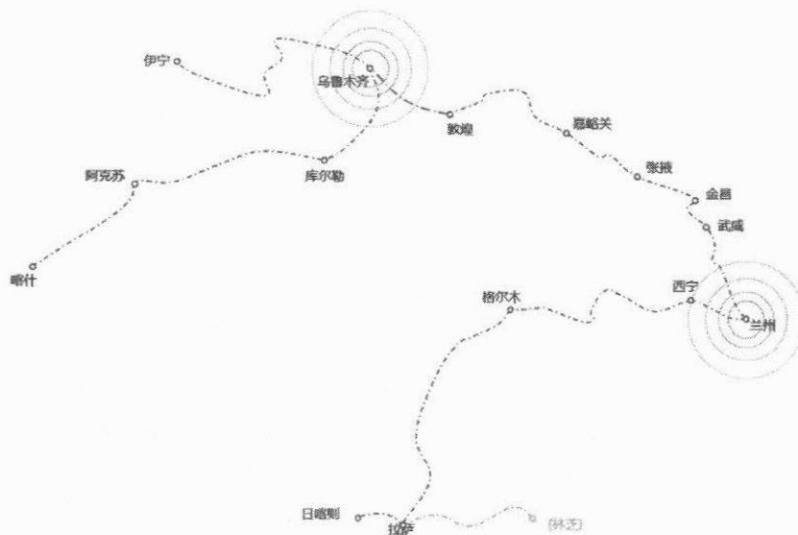 伊宁
乌鲁木齐
敦煌
嘉峪关
阿克苏
库尔勒
张掖
金昌
武威
喀什
西宁
格尔木
兰州
日喀则
拉萨
(林芝)